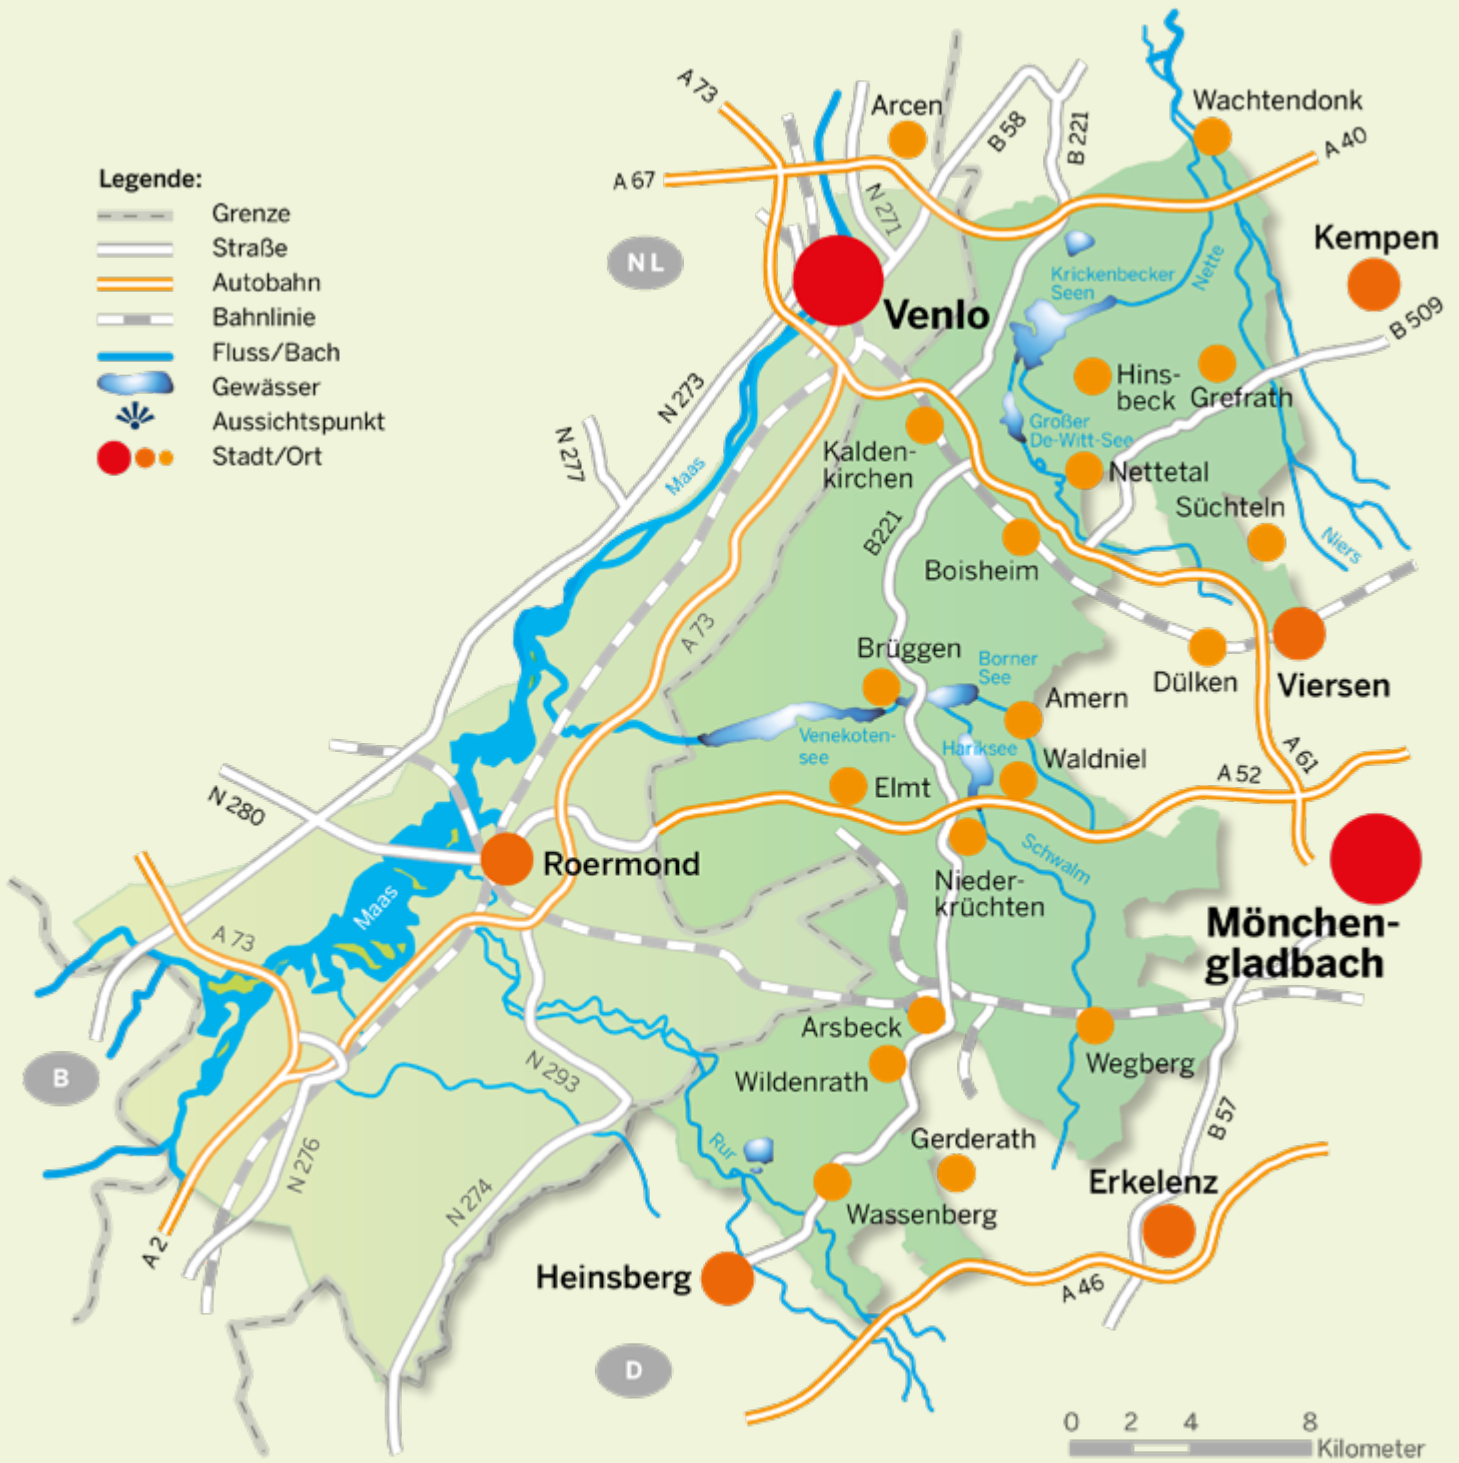 A 73
Arcen
B 58
B 221
Wachtendonk
A 40
Legende:
A 67
Grenze
N 271
Straße
Kempen
NL
Krickenbecker
Seen
Nette
Autobahn
Venlo
B 509
Bahnlinie
Fluss/Bach
Gewässer
N 273
Hins-
beck
Grefrath
Aussichtspunkt
Großer
De-Witt-See
Stadt/Ort
N 277
Maas
Kalden-
kirchen
Nettetal
Süchteln
B221
Niers
Boisheim
A 73
Brüggen
Borner
See
Dülken
Viersen
Amern
Venekoten-
see
Hariksee
Waldniel
A 61
A 52
Elmt
N 280
Roermond
Schwalm
Nieder-
krüchten
Maas
Mönchen-
gladbach
A 73
Arsbeck
Wegberg
B
N 293
Wildenrath
B 57
Rur
Gerderath
N 276
Erkelenz
N 274
Wassenberg
A 2
Heinsberg
A 46
D
0 2 4 8
Kilometer